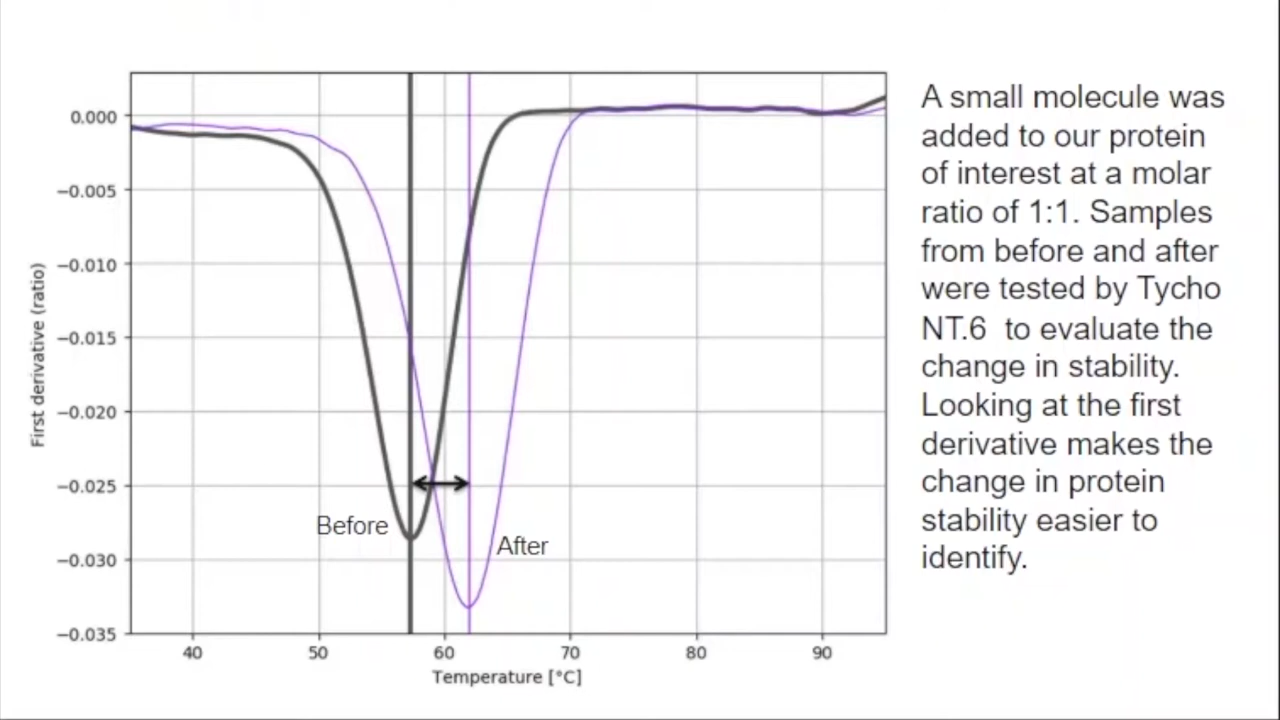 0.000
−0.005
−0.010
−0.015
−0.020
−0.025
−0.030
−0.035
First derivative (ratio)
40 50 60 70 80 90
Temperature [°C]
Before
After
A small molecule was
added to our protein
of interest at a molar
ratio of 1:1. Samples
from before and after
were tested by Tycho
NT.6 to evaluate the
change in stability.
Looking at the first
derivative makes the
change in protein
stability easier to
identify.